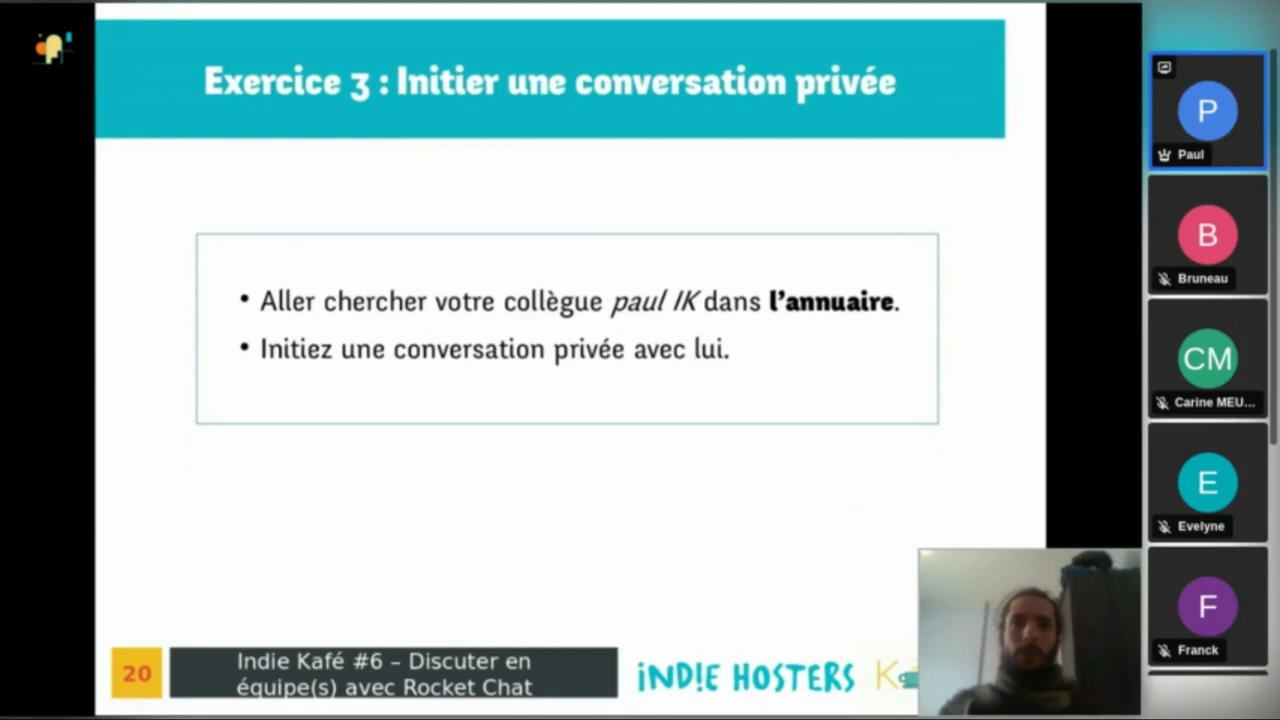 Exercice 3 : Initier une conversation privée
• Aller chercher votre collègue paul IK dans l’annuaire.
• Initiez une conversation privée avec lui.
20
Indie Kafé #6 – Discuter en
équipe(s) avec Rocket Chat
INDIE HOSTERS
P
Paul
B
Bruneau
CM
Carine MEU...
E
Evelyne
F
Franck